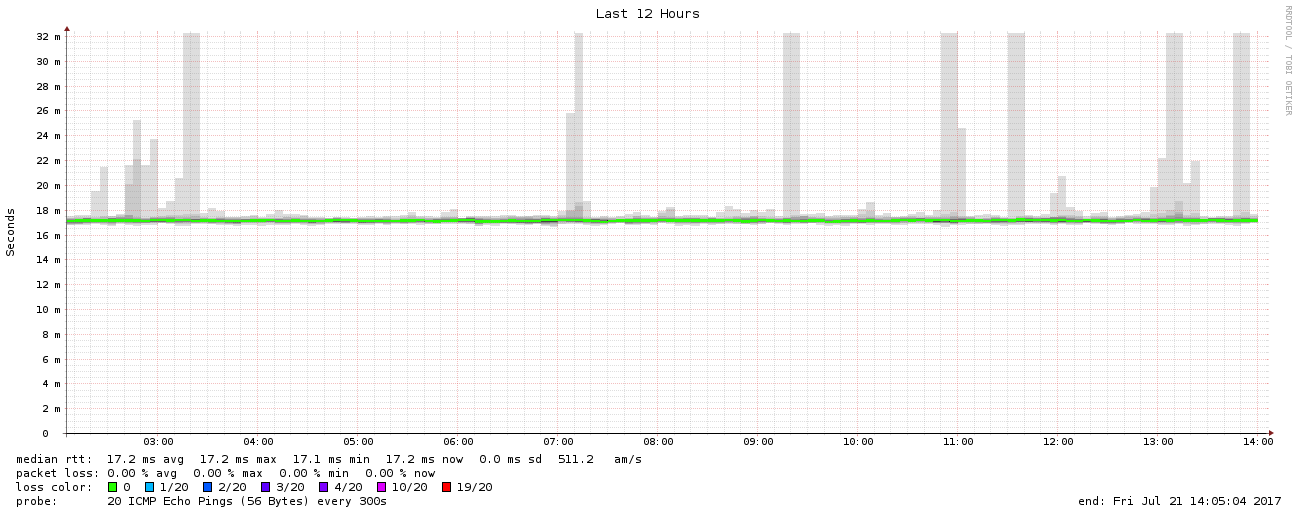 Last 12 Hours
RRDTOOL / TOBI OETIKER
Seconds
32 m
30 m
28 m
26 m
24 m
22 m
20 m
18 m
16 m
14 m
12 m
10 m
8 m
6 m
4 m
2 m
0
03:00 04:00 05:00 06:00 07:00 08:00 09:00 10:00 11:00 12:00 13:00 14:00
median rtt: 17.2 ms avg 17.2 ms max 17.1 ms min 17.2 ms now 0.0 ms sd 511.2 am/s
packet loss: 0.00 % avg 0.00 % max 0.00 % min 0.00 % now
loss color: 0 1/20 2/20 3/20 4/20 10/20 19/20
probe: 20 ICMP Echo Pings (56 Bytes) every 300s end: Fri Jul 21 14:05:04 2017